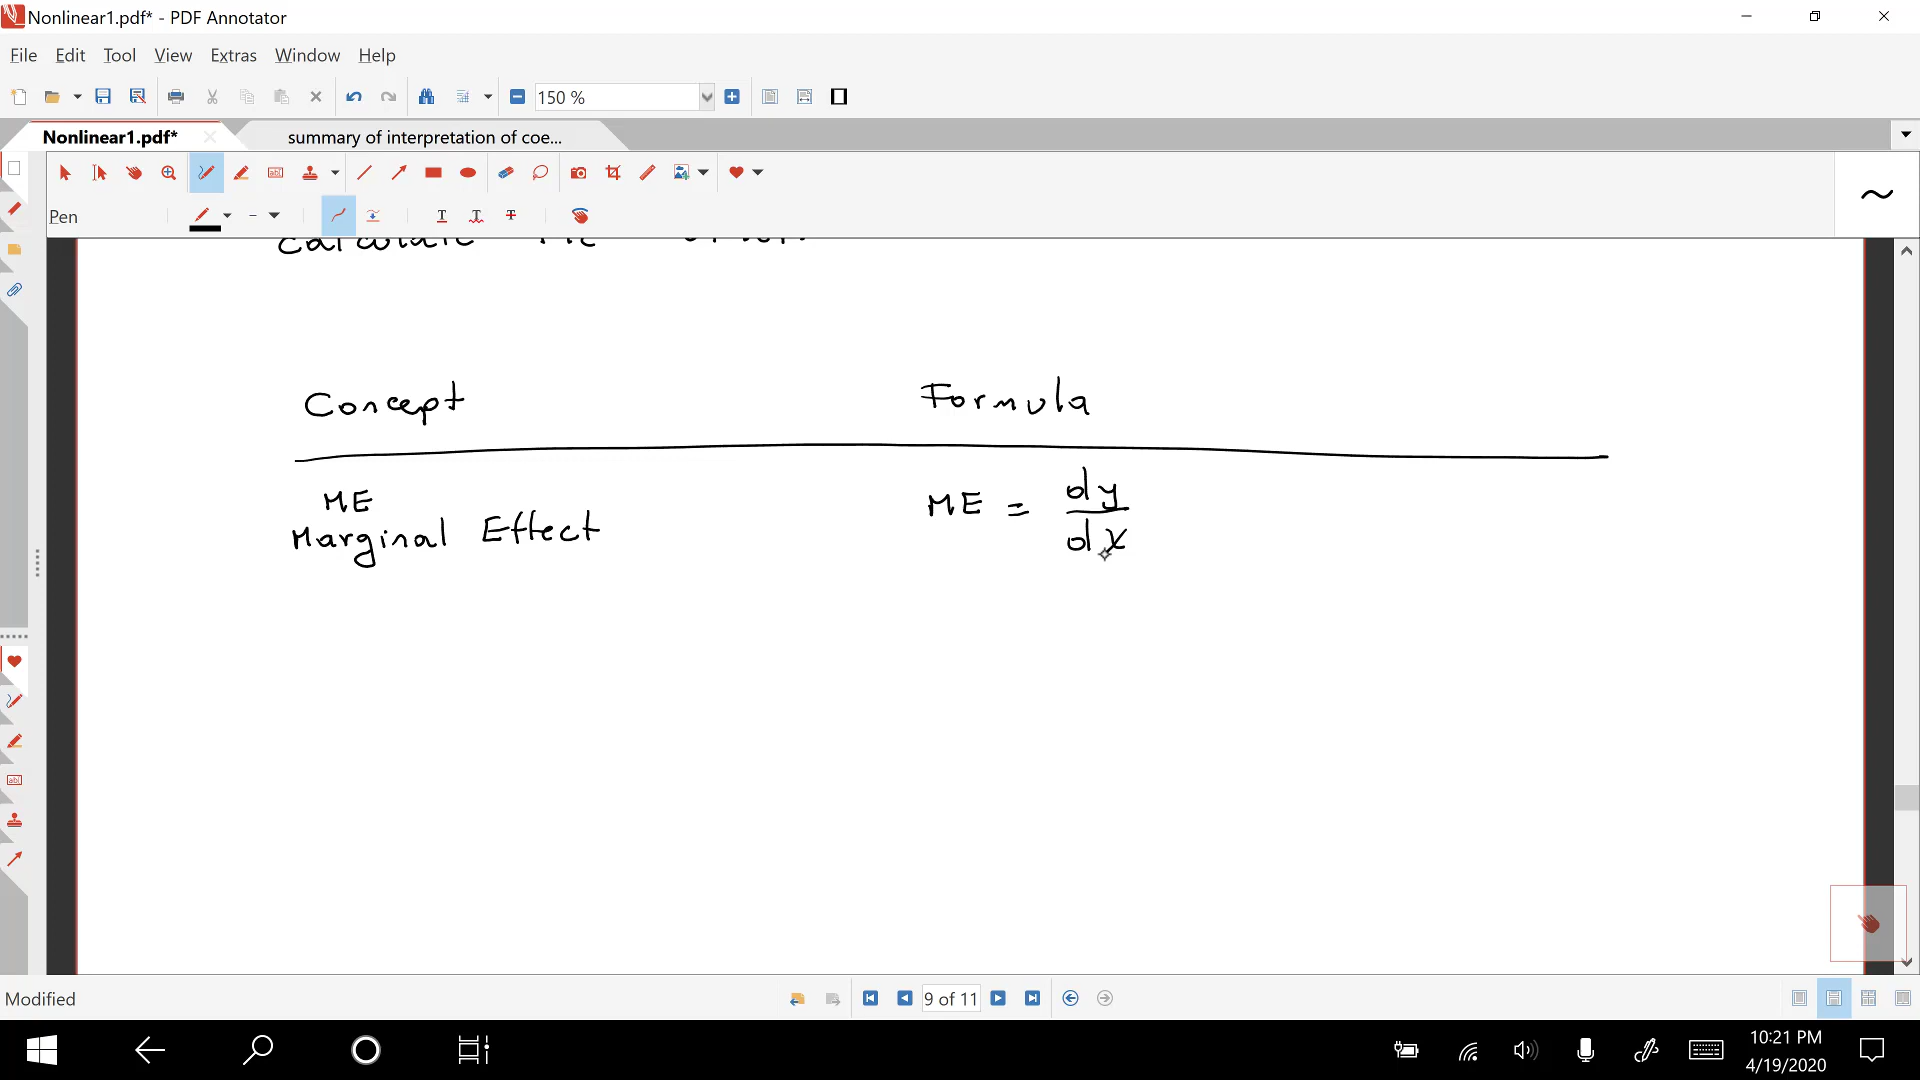 Nonlinear1.pdf* - PDF Annotator
File Edit Tool View Extras Window Help
150 %
Nonlinear1.pdf* summary of interpretation of coe...
Pen
Calculate
Concept Formula
ME
Marginal Effect
ME = dy
dx
Modified
9 of 11
10:21 PM
4/19/2020